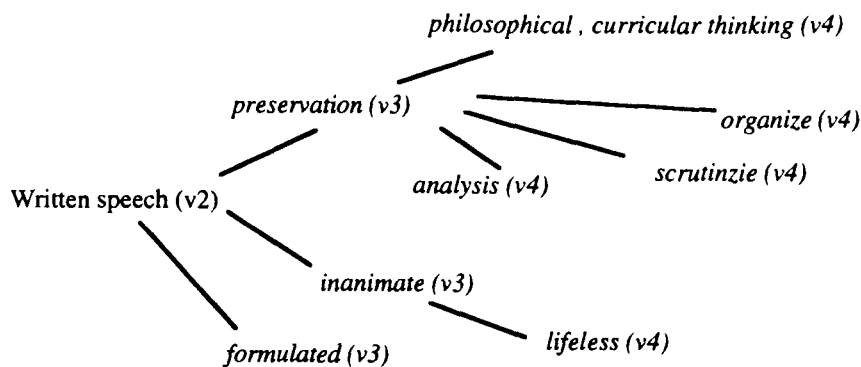 philosophical , curricular thinking (v4)
preservation (v3)
organize (v4)
scrutinzie (v4)
analysis (v4)
Written speech (v2)
inanimate (v3)
lifeless (v4)
formulated (v3)